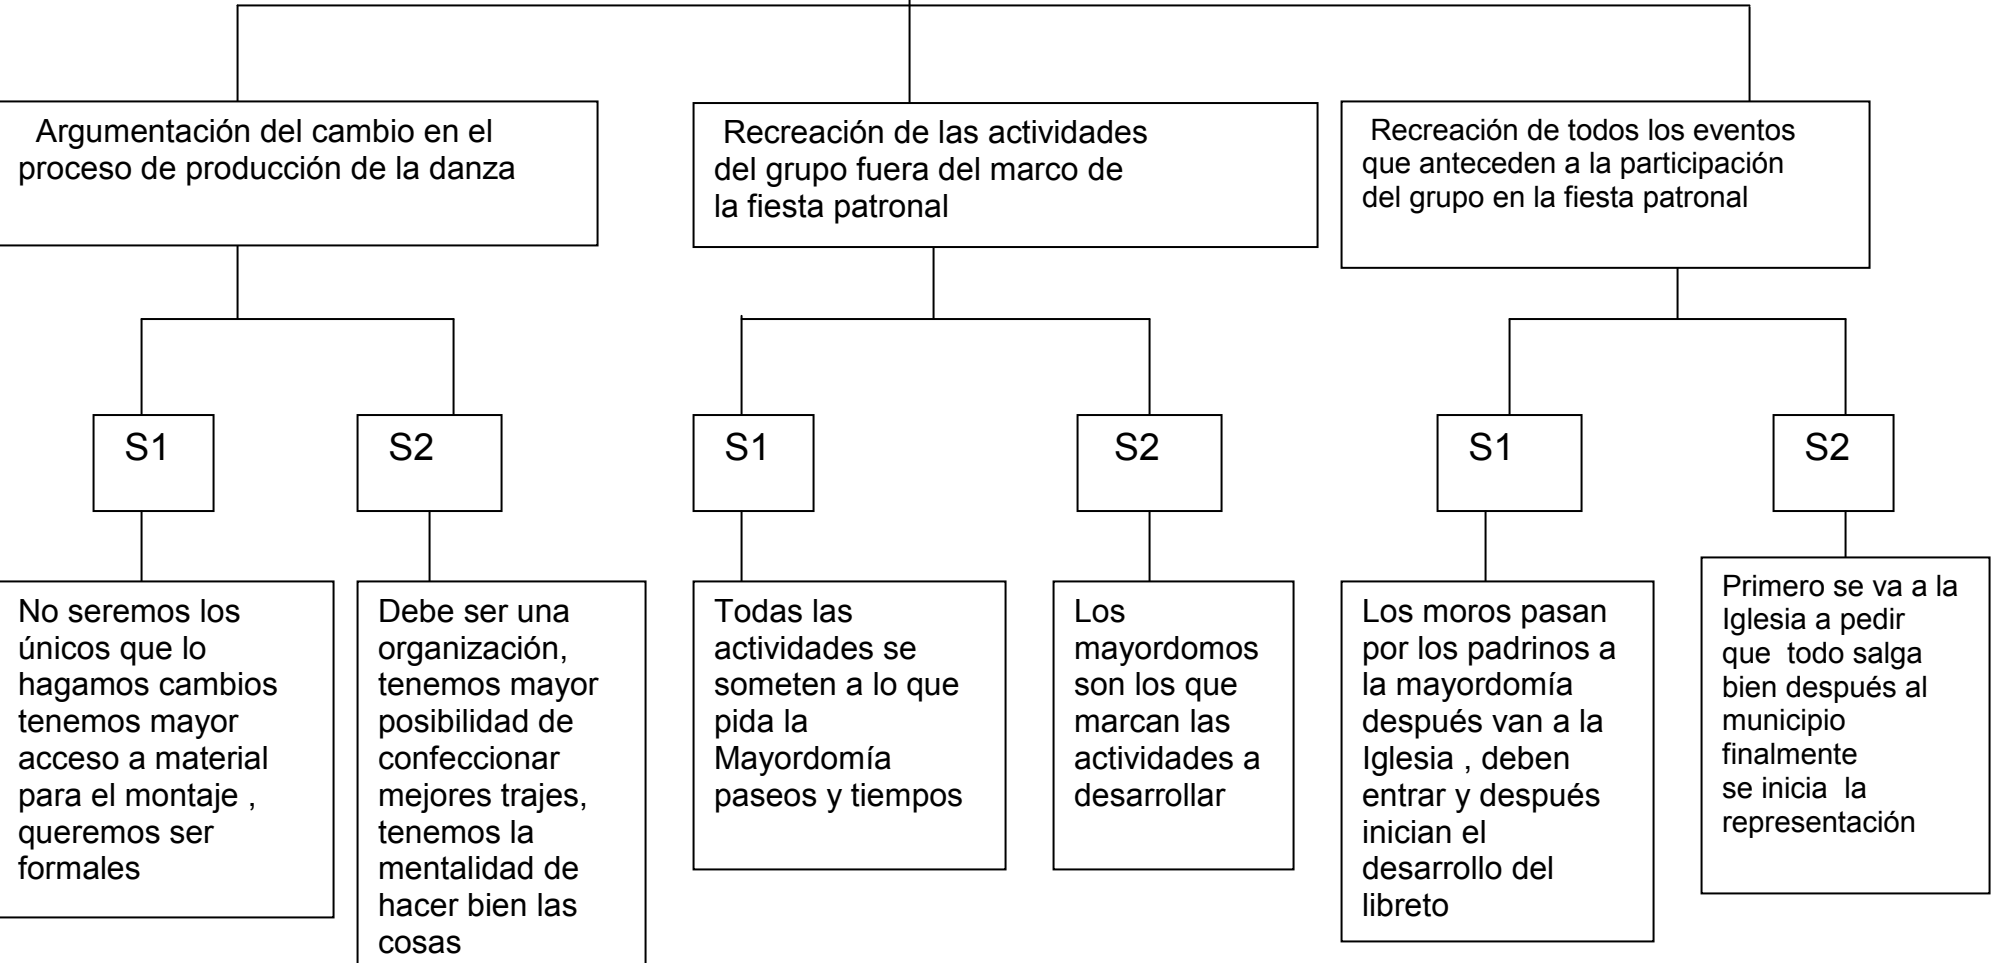 Argumentación del cambio en el
proceso de producción de la danza
Recreación de las actividades
del grupo fuera del marco de
la fiesta patronal
Recreación de todos los eventos
que anteceden a la participación
del grupo en la fiesta patronal
S1
S2
S1
S2
S1
S2
No seremos los
únicos que lo
hagamos cambios
tenemos mayor
acceso a material
para el montaje ,
queremos ser
formales
Debe ser una
organización,
tenemos mayor
posibilidad de
confeccionar
mejores trajes,
tenemos la
mentalidad de
hacer bien las
cosas
Todas las
actividades se
someten a lo que
pida la
Mayordomía
paseos y tiempos
Los
mayordomos
son los que
marcan las
actividades a
desarrollar
Los moros pasan
por los padrinos a
la mayordomía
después van a la
Iglesia , deben
entrar y después
inician el
desarrollo del
libreto
Primero se va a la
Iglesia a pedir
que todo salga
bien después al
municipio
finalmente
se inicia la
representación